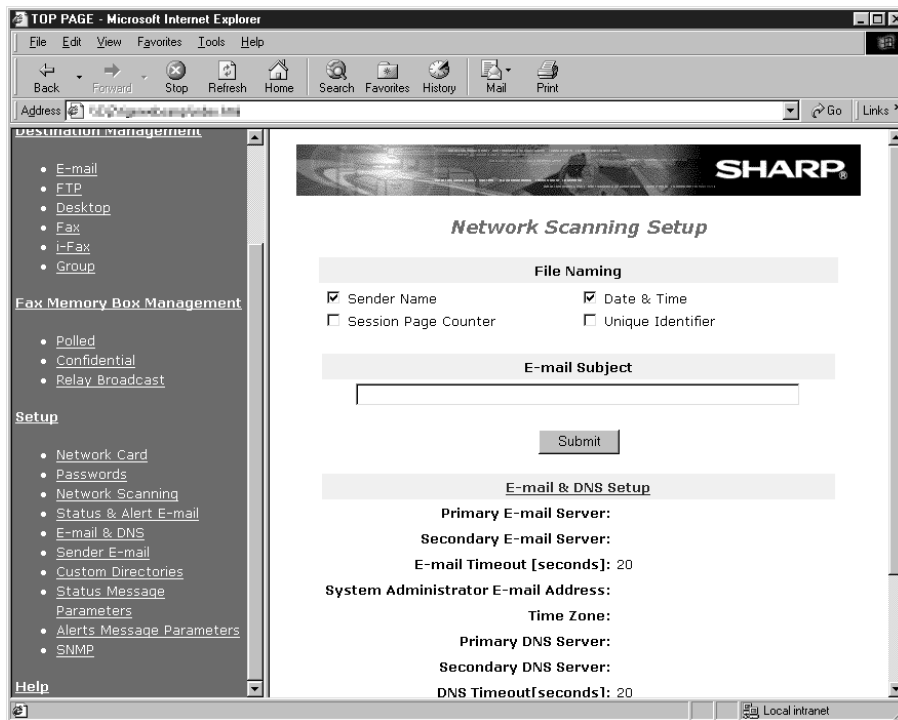 TOP PAGE - Microsoft Internet Explorer
File Edit View Favorites Tools Help
Back Forward Stop Refresh Home Search Favorites History Mail Print
Address Go Links
Destination Management
E-mail
FTP
Desktop
Fax
i-Fax
Group
Fax Memory Box Management
Polled
Confidential
Relay Broadcast
Setup
Network Card
Passwords
Network Scanning
Status & Alert E-mail
E-mail & DNS
Sender E-mail
Custom Directories
Status Message
Parameters
Alerts Message Parameters
SNMP
Help
SHARP®
Network Scanning Setup
File Naming
Sender Name Date & Time
Session Page Counter Unique Identifier
E-mail Subject
Submit
E-mail & DNS Setup
Primary E-mail Server:
Secondary E-mail Server:
E-mail Timeout [seconds]: 20
System Administrator E-mail Address:
Time Zone:
Primary DNS Server:
Secondary DNS Server:
DNS Timeout[seconds]: 20
Local intranet